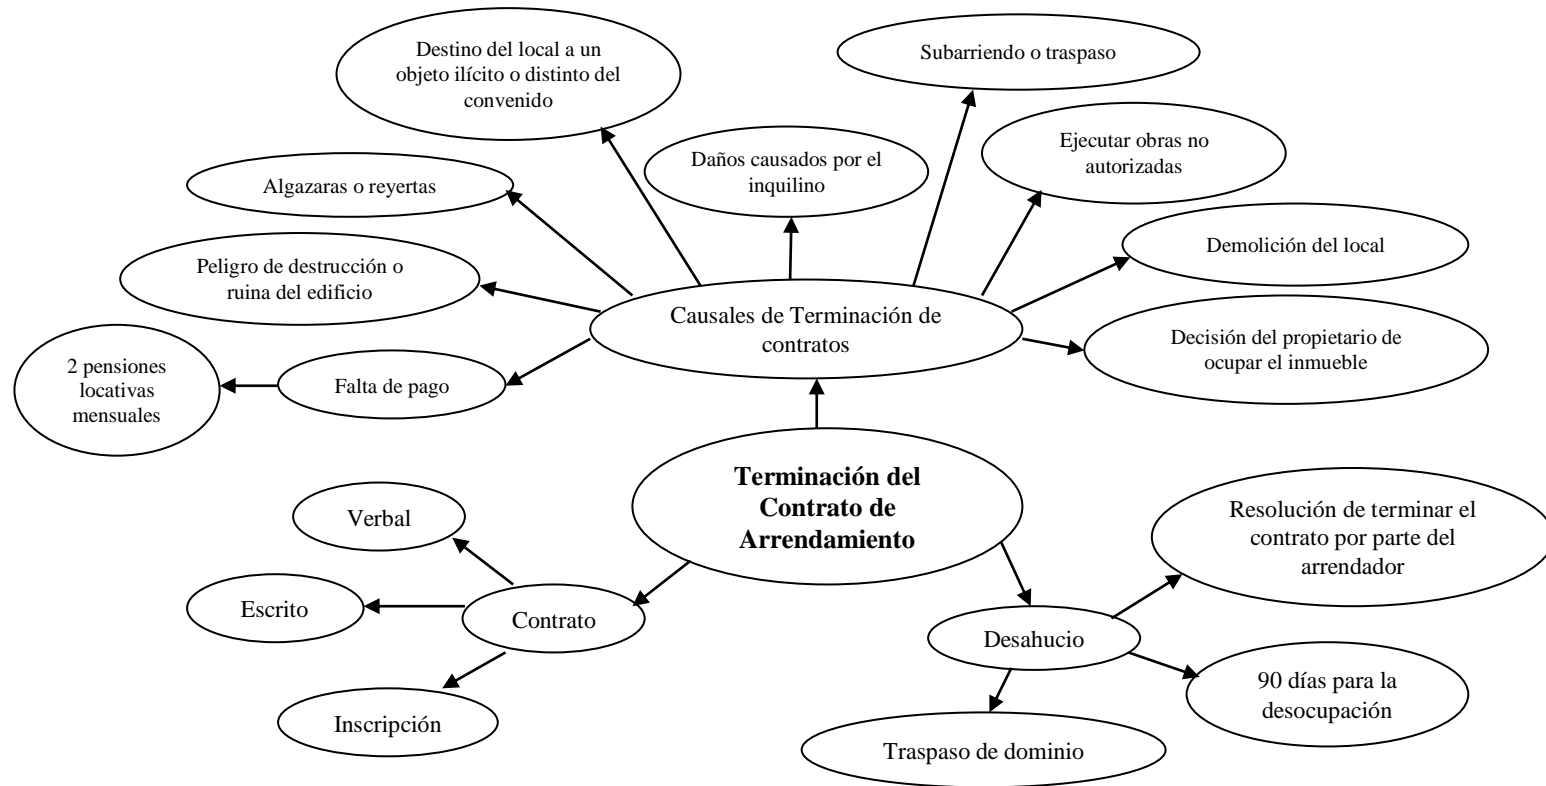 Destino del local a un
objeto ilícito o distinto del
convenido
Subarriendo o traspaso
Daños causados por el
inquilino
Ejecutar obras no
autorizadas
Algazaras o reyertas
Demolición del local
Peligro de destrucción o
ruina del edificio
Causales de Terminación de
contratos
Decisión del propietario de
ocupar el inmueble
2 pensiones
locativas
mensuales
Falta de pago
Terminación del
Contrato de
Arrendamiento
Verbal
Escrito
Contrato
Inscripción
Resolución de terminar el
contrato por parte del
arrendador
Desahucio
90 días para la
desocupación
Traspaso de dominio